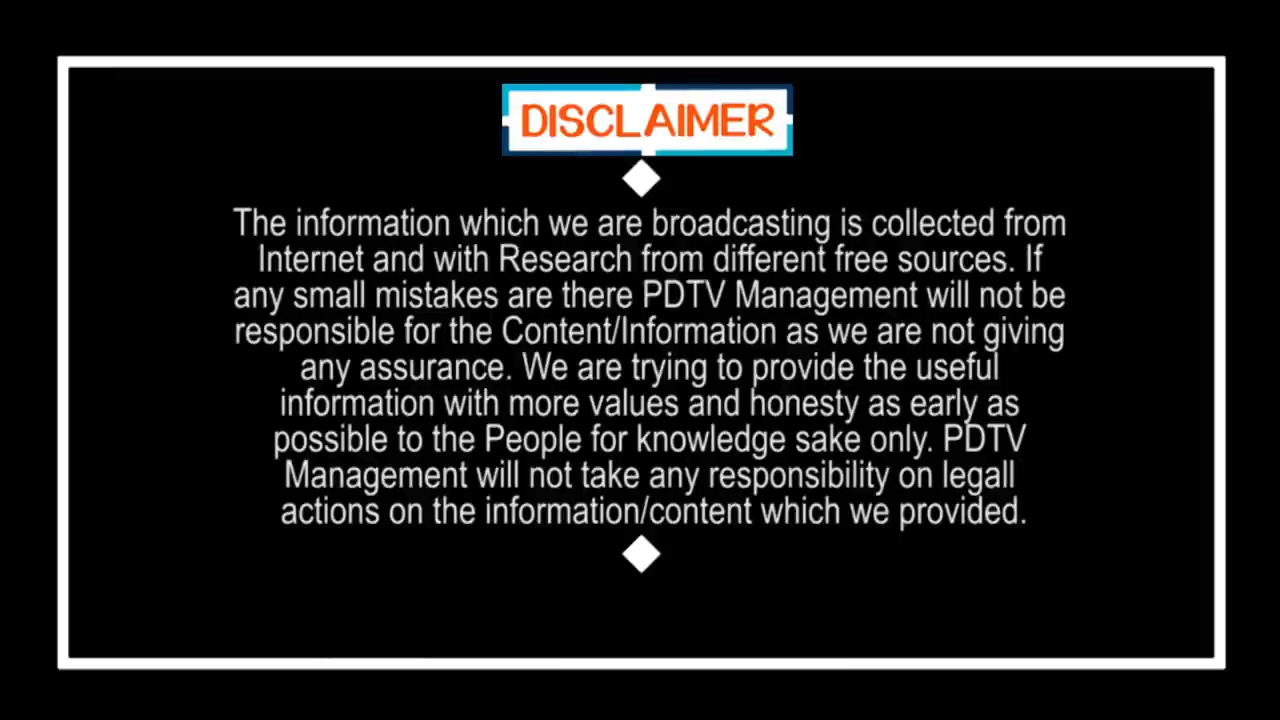 DISCLAIMER
The information which we are broadcasting is collected from
Internet and with Research from different free sources. If
any small mistakes are there PDTV Management will not be
responsible for the Content/Information as we are not giving
any assurance. We are trying to provide the useful
information with more values and honesty as early as
possible to the People for knowledge sake only. PDTV
Management will not take any responsibility on legall
actions on the information/content which we provided.